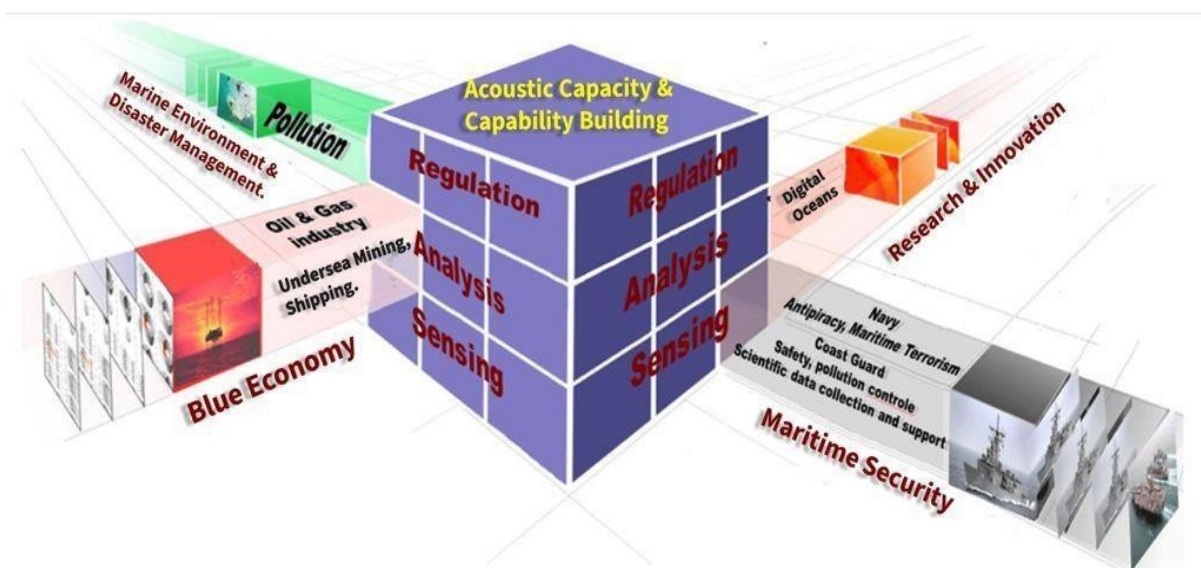 Acoustic Capacity &
Capability Building
Regulation
Analysis
Sensing
Regulation
Analysis
Sensing
Pollution
Marine Environment &
Disaster Management.
Oil & Gas
industry
Undersea Mining,
Shipping.
Blue Economy
Digital
Oceans
Research & Innovation
Navy
Antipiracy, Maritime Terrorism
Coast Guard
Safety, pollution controle
Scientific data collection and support
Maritime Security